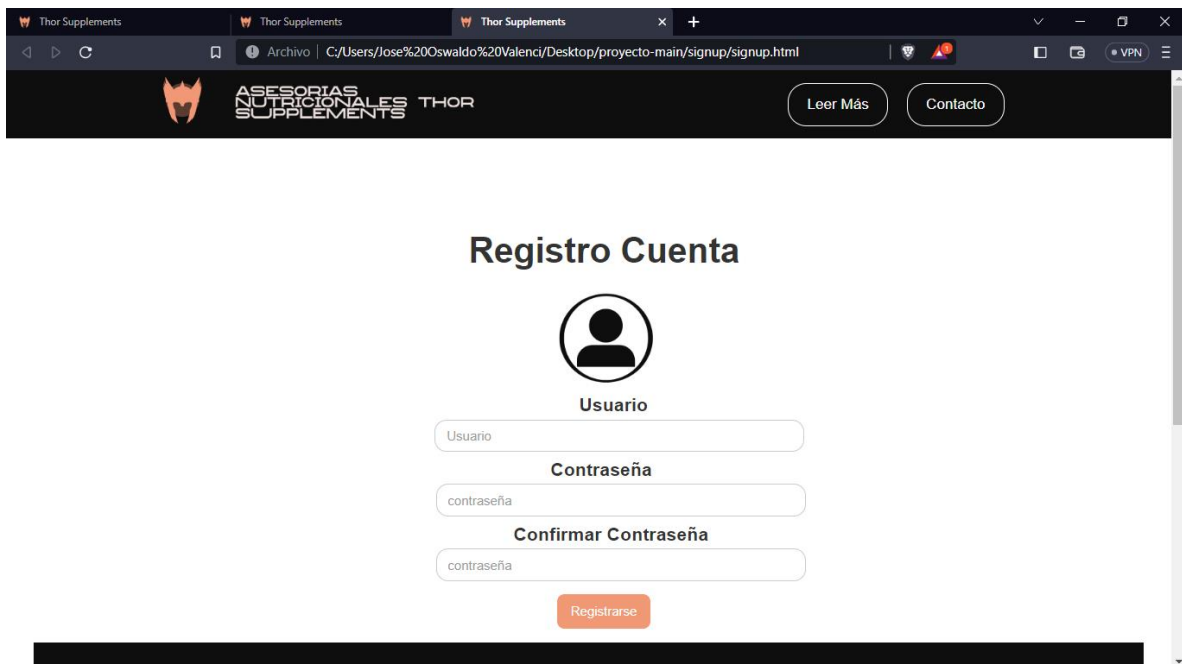 Thor Supplements
Thor Supplements
Thor Supplements
Archivo | C:/Users/Jose%20Oswaldo%20Valenci/Desktop/proyecto-main/signup/signup.html
1
VPN
ASESORIAS
NUTRICIONALES THOR
SUPPLEMENTS
Leer Más
Contacto
Registro Cuenta
Usuario
Usuario
Contraseña
contraseña
Confirmar Contraseña
contraseña
Registrarse